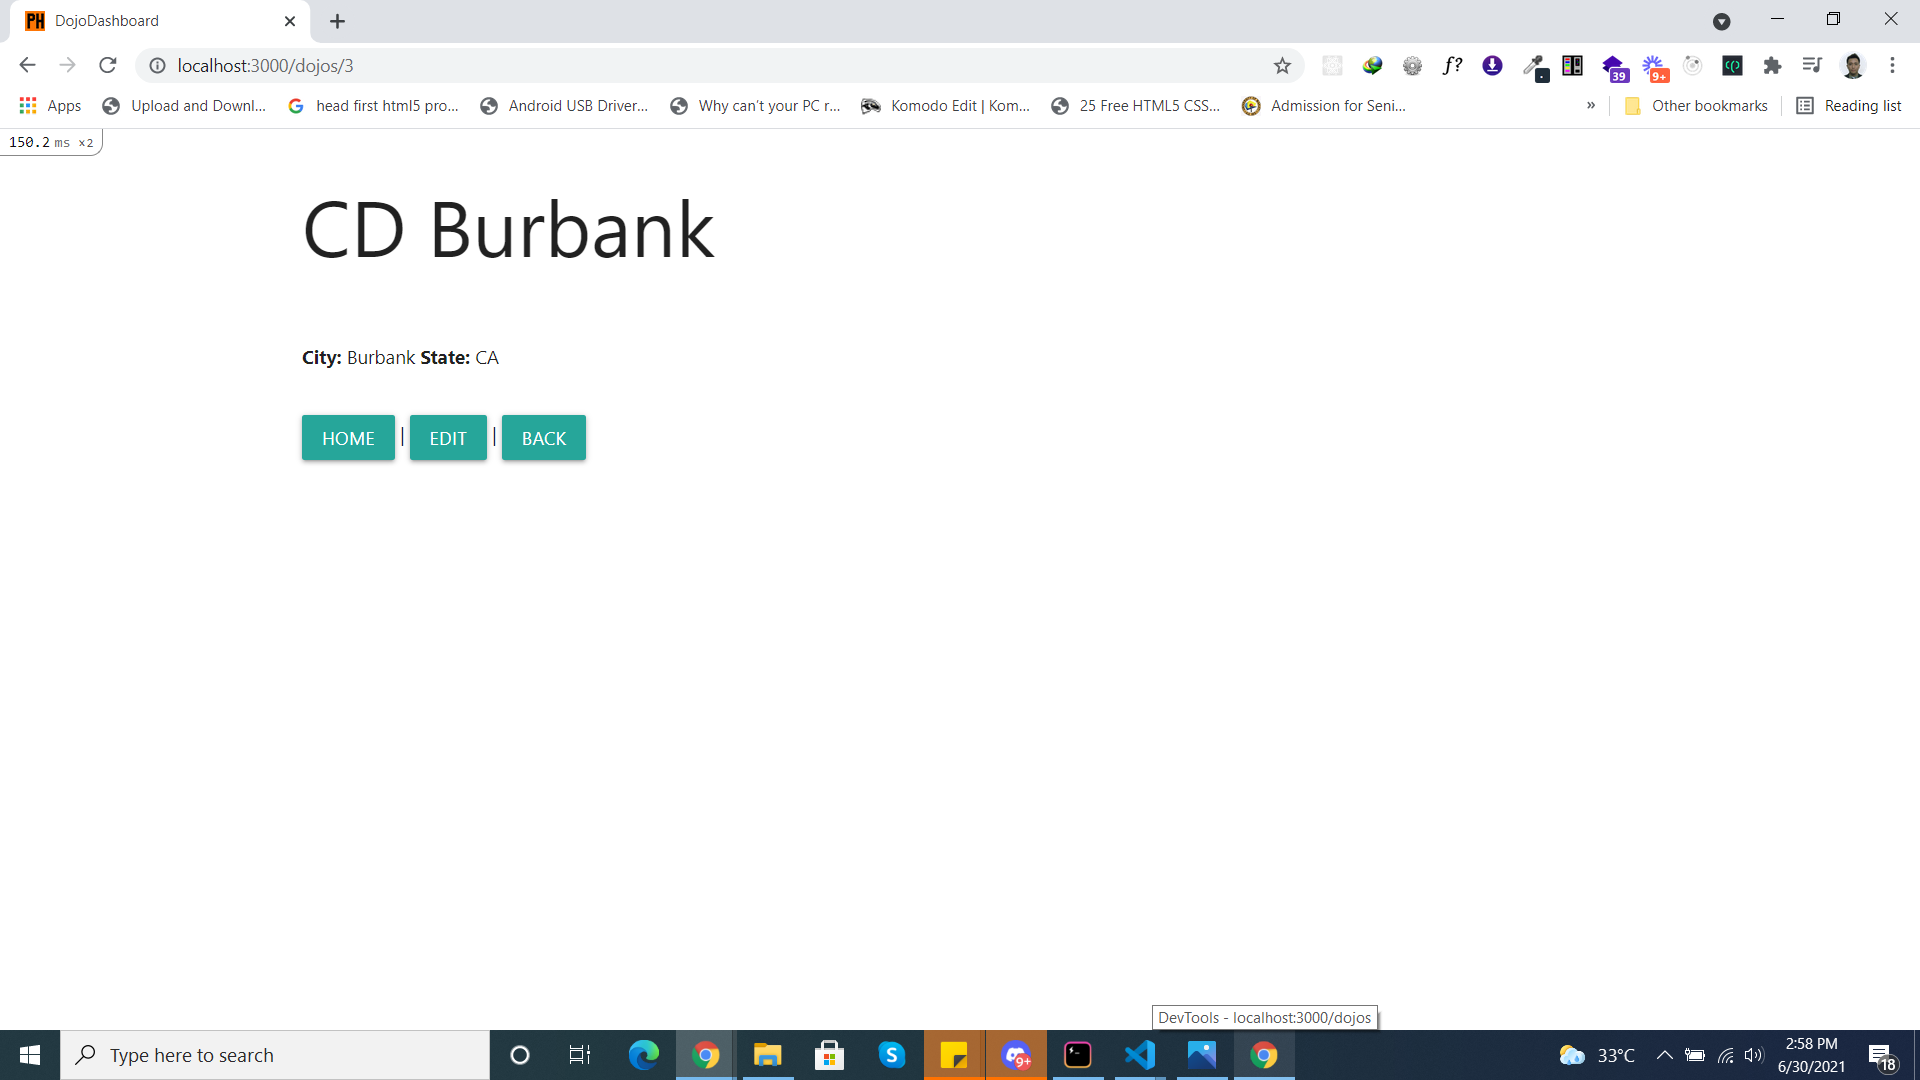 PH DojoDashboard
localhost:3000/dojos/3
f? 39 9+
Apps Upload and Downl... head first html5 pro... Android USB Driver... Why can't your PC r... Komodo Edit | Kom... 25 Free HTML5 CSS... Admission for Seni... » Other bookmarks Reading list
150.2 ms ×2
CD Burbank
City: Burbank State: CA
HOME | EDIT | BACK
DevTools - localhost:3000/dojos
Type here to search
S
9+
33°C
2:58 PM
6/30/2021
18